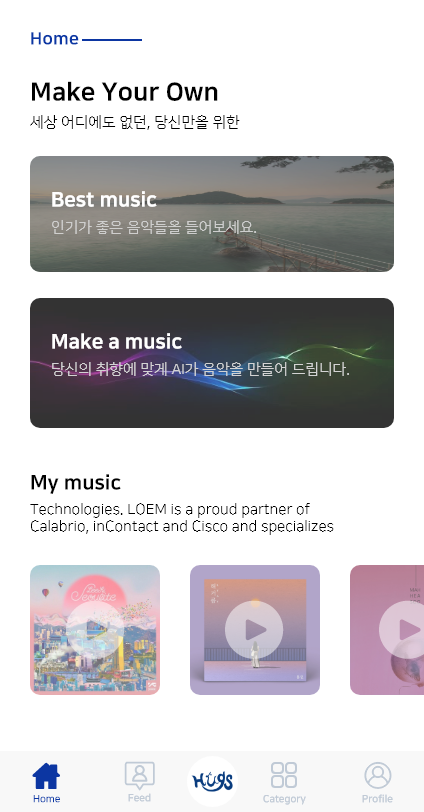 Home
Make Your Own
세상 어디에도 없던, 당신만을 위한
Best music
인기가 좋은 음악들을 들어보세요.
Make a music
당신의 취향에 맞게 AI가 음악을 만들어 드립니다.
My music
Technologies. LOEM is a proud partner of
Calabrio, inContact and Cisco and specializes
Home
Feed
Hugs
Category
Profile